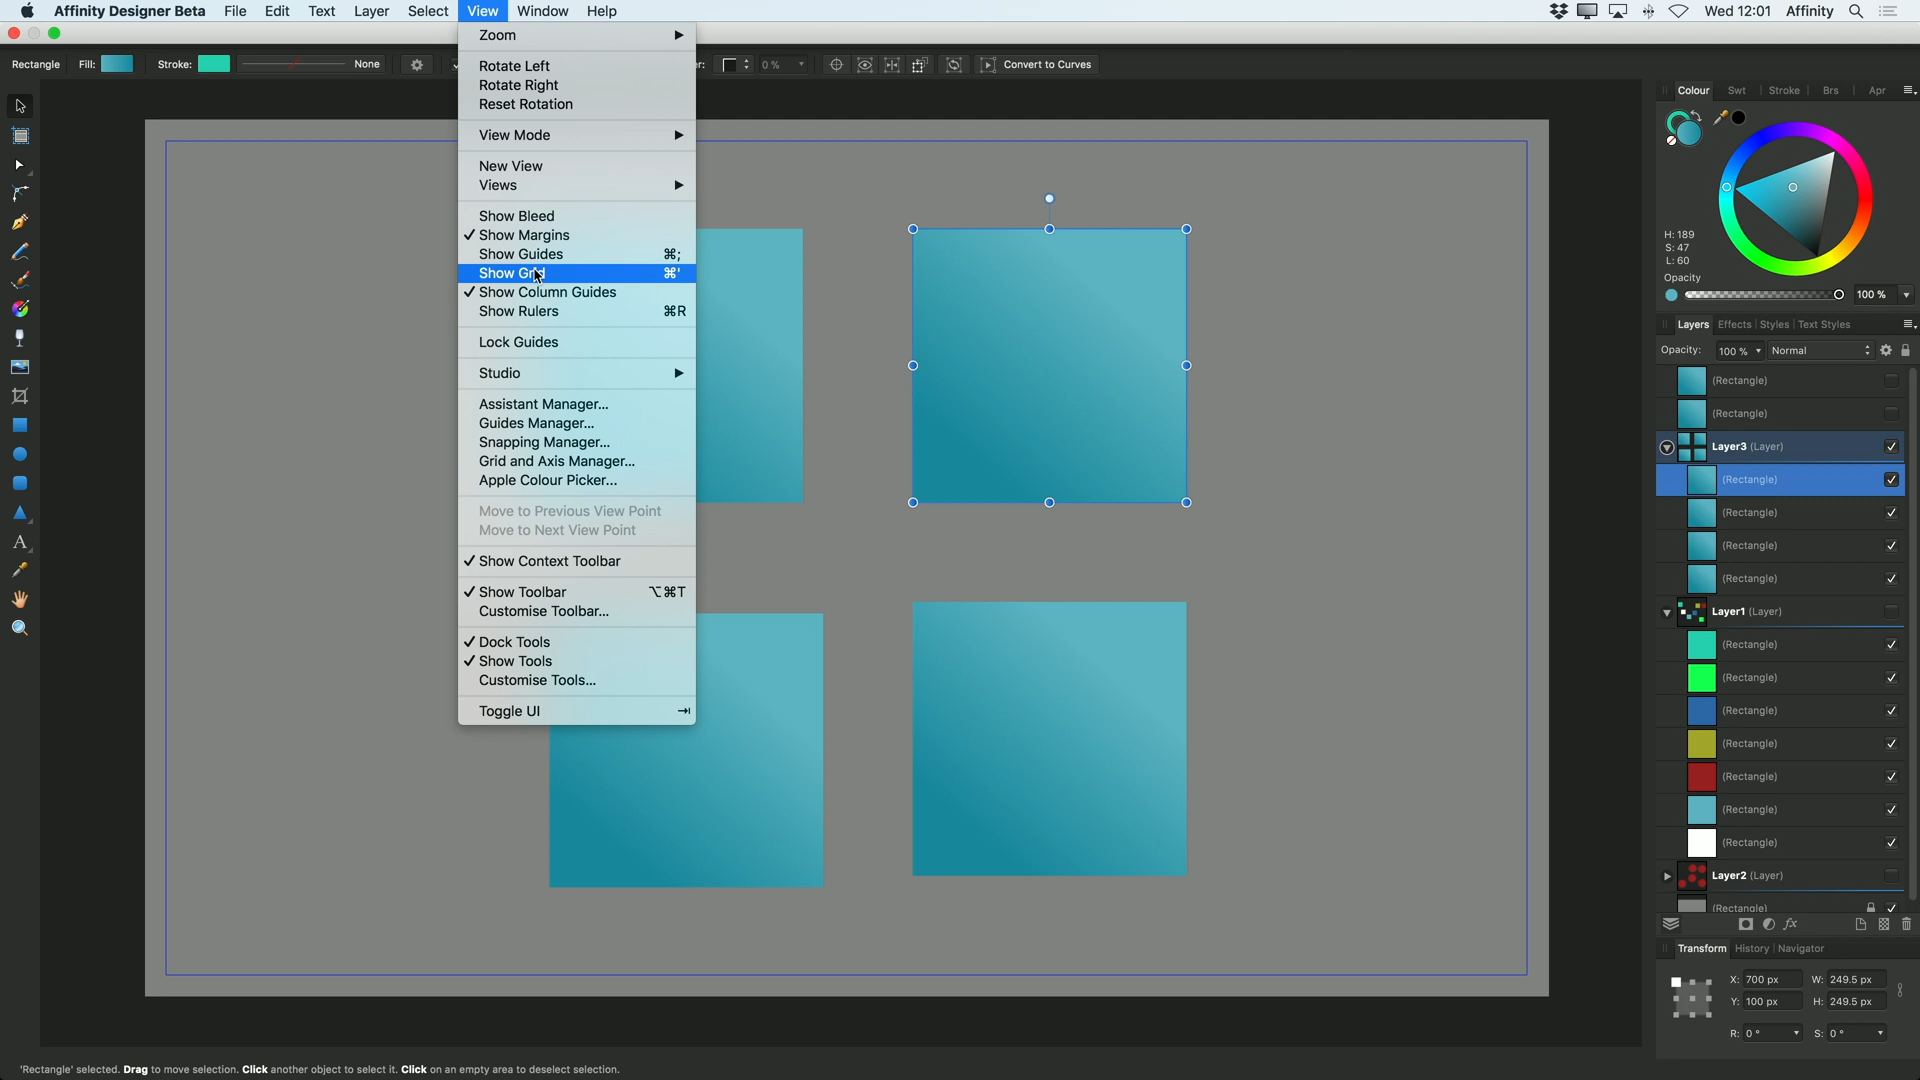 Affinity Designer Beta File Edit Text Layer Select View Window Help Wed 12:01 Affinity
Rectangle Fill: Stroke: None 0 % Convert to Curves
Zoom
Rotate Left
Rotate Right
Reset Rotation
View Mode
New View
Views
Show Bleed
✓ Show Margins
Show Guides ⌘;
Show Grid ⌘'
✓ Show Column Guides
Show Rulers ⌘R
Lock Guides
Studio
Assistant Manager...
Guides Manager...
Snapping Manager...
Grid and Axis Manager...
Apple Colour Picker...
Move to Previous View Point
Move to Next View Point
✓ Show Context Toolbar
✓ Show Toolbar ⌥⌘T
Customise Toolbar...
✓ Dock Tools
✓ Show Tools
Customise Tools...
Toggle UI ⇥
Colour Swt Stroke Brs Apr
H: 189
S: 47
L: 60
Opacity
100 %
Layers Effects Styles Text Styles
Opacity: 100 % Normal
(Rectangle)
(Rectangle)
Layer3 (Layer)
(Rectangle)
(Rectangle)
(Rectangle)
(Rectangle)
Layer1 (Layer)
(Rectangle)
(Rectangle)
(Rectangle)
(Rectangle)
(Rectangle)
(Rectangle)
(Rectangle)
Layer2 (Layer)
(Rectangle)
Transform History Navigator
X: 700 px W: 249.5 px
Y: 100 px H: 249.5 px
R: 0 ° S: 0 °
'Rectangle' selected. Drag to move selection. Click another object to select it. Click on an empty area to deselect selection.